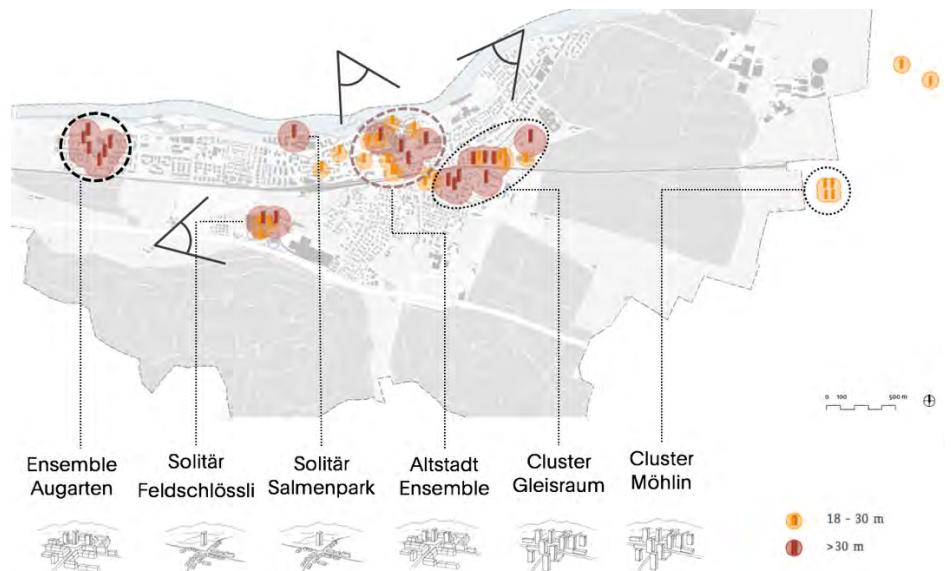 0 100 500 m
Ensemble
Augarten
Solitär
Feldschlössli
Solitär
Salmenpark
Altstadt
Ensemble
Cluster
Gleisraum
Cluster
Möhlin
18 - 30 m
>30 m